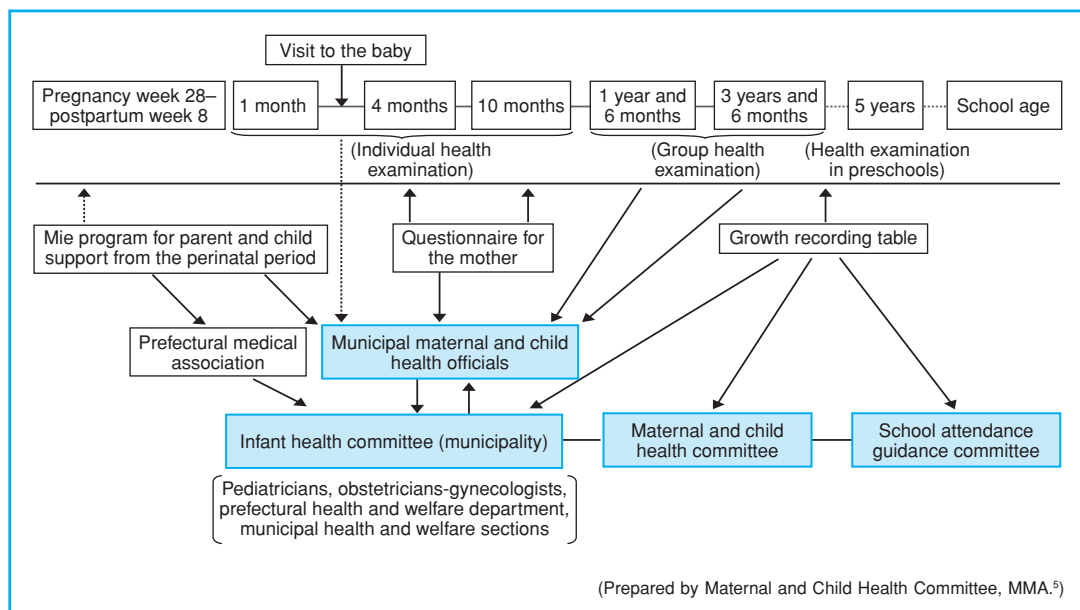 Visit to the baby
Pregnancy week 28–
postpartum week 8
1 month
4 months
10 months
1 year and
6 months
3 years and
6 months
5 years
School age
(Individual health
examination)
(Group health
examination)
(Health examination
in preschools)
Mie program for parent and child
support from the perinatal period
Questionnaire for
the mother
Growth recording table
Prefectural medical
association
Municipal maternal and child
health officials
Infant health committee (municipality)
Maternal and child
health committee
School attendance
guidance committee
Pediatricians, obstetricians-gynecologists,
prefectural health and welfare department,
municipal health and welfare sections
(Prepared by Maternal and Child Health Committee, MMA.⁵)